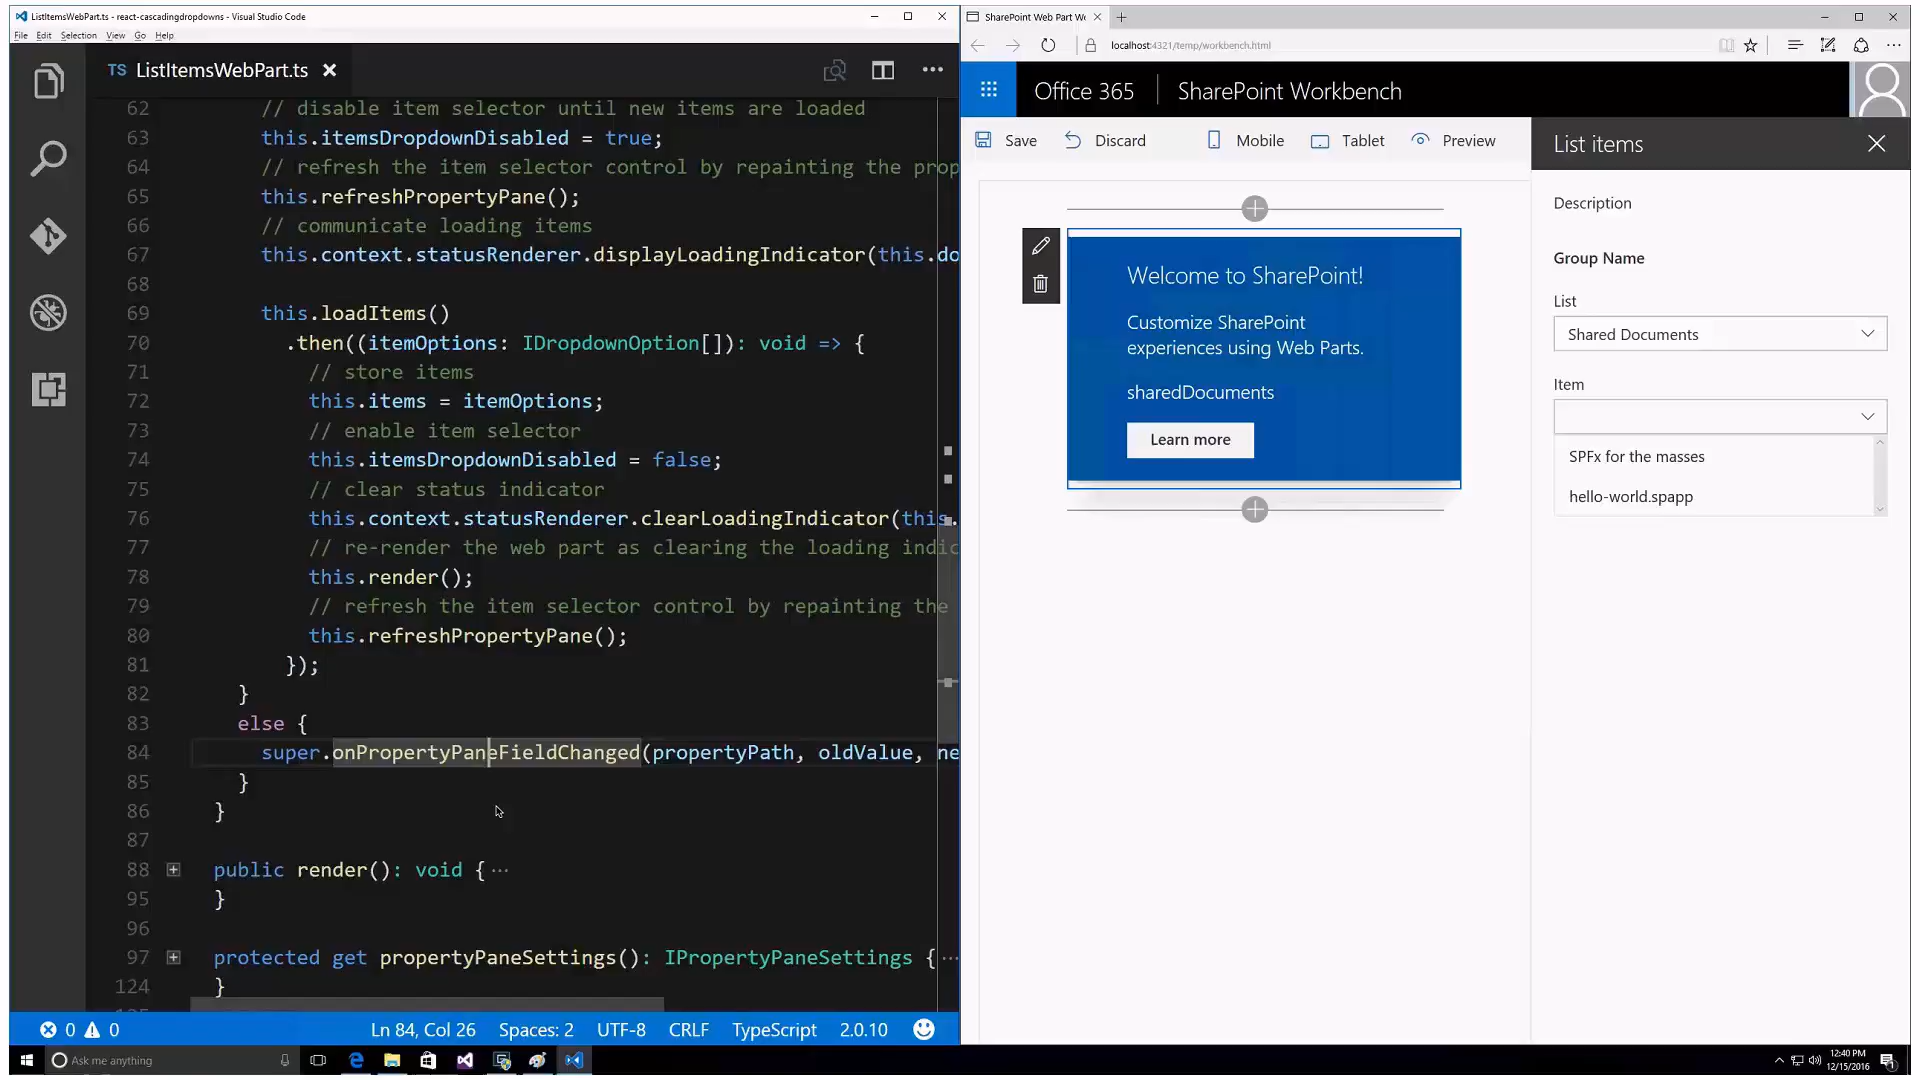 ListItemsWebPart.ts - react-cascadingdropdowns - Visual Studio Code
File Edit Selection View Go Help
TS ListItemsWebPart.ts
62 // disable item selector until new items are loaded
63 this.itemsDropdownDisabled = true;
64 // refresh the item selector control by repainting the prop
65 this.refreshPropertyPane();
66 // communicate loading items
67 this.context.statusRenderer.displayLoadingIndicator(this.do
68
69 this.loadItems()
70 .then((itemOptions: IDropdownOption[]): void => {
71 // store items
72 this.items = itemOptions;
73 // enable item selector
74 this.itemsDropdownDisabled = false;
75 // clear status indicator
76 this.context.statusRenderer.clearLoadingIndicator(this.
77 // re-render the web part as clearing the loading indic
78 this.render();
79 // refresh the item selector control by repainting the
80 this.refreshPropertyPane();
81 });
82 }
83 else {
84 super.onPropertyPaneFieldChanged(propertyPath, oldValue, ne
85 }
86 }
87
88 public render(): void {...
95 }
96
97 protected get propertyPaneSettings(): IPropertyPaneSettings {...
124 }
0 0 Ln 84, Col 26 Spaces: 2 UTF-8 CRLF TypeScript 2.0.10
SharePoint Web Part Wo
localhost:4321/temp/workbench.html
Office 365 SharePoint Workbench
Save Discard Mobile Tablet Preview
Welcome to SharePoint!
Customize SharePoint
experiences using Web Parts.
sharedDocuments
Learn more
List items
Description
Group Name
List
Shared Documents
Item
SPFx for the masses
hello-world.spapp
Ask me anything
12:40 PM
12/15/2016